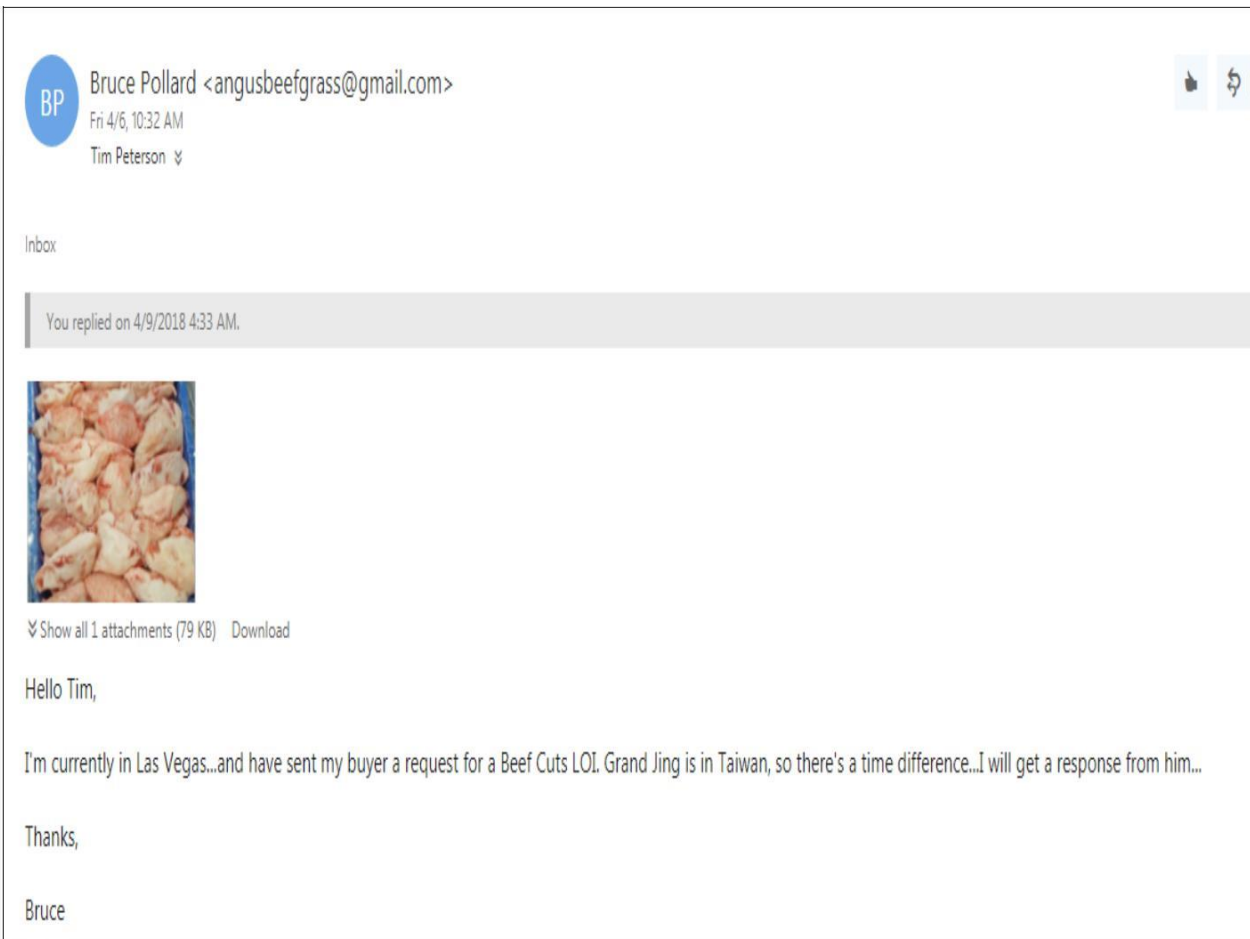 BP
Bruce Pollard <angusbeefgrass@gmail.com>
Fri 4/6, 10:32 AM
Tim Peterson
Inbox
You replied on 4/9/2018 4:33 AM.
Show all 1 attachments (79 KB) Download
Hello Tim,
I'm currently in Las Vegas...and have sent my buyer a request for a Beef Cuts LOI. Grand Jing is in Taiwan, so there's a time difference...I will get a response from him...
Thanks,
Bruce